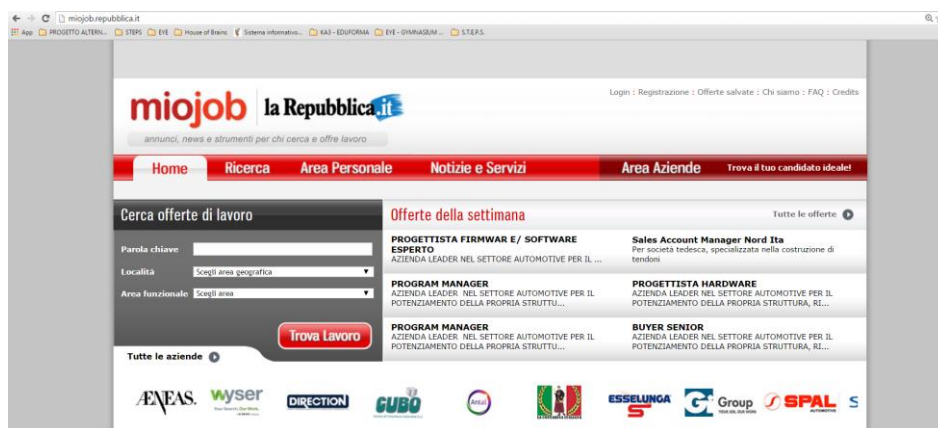 miojob.repubblica.it
App PROGETTO ALTERN... STEPS EYE House of Brains Sistema informativo... KA3 - EDUFORMA EYE - GYMNASIUM ... S.T.E.P.S.
miojob la Repubblica.it
Login : Registrazione : Offerte salvate : Chi siamo : FAQ : Credits
annunci, news e strumenti per chi cerca e offre lavoro
Home Ricerca Area Personale Notizie e Servizi Area Aziende Trova il tuo candidato ideale!
Cerca offerte di lavoro
Parola chiave
Località Scegli area geografica
Area funzionale Scegli area
Trova Lavoro
Tutte le aziende
Offerte della settimana Tutte le offerte
PROGETTISTA FIRMWAR E/ SOFTWARE
ESPERTO
AZIENDA LEADER NEL SETTORE AUTOMOTIVE PER IL ...
Sales Account Manager Nord Ita
Per società tedesca, specializzata nella costruzione di
tendoni
PROGRAM MANAGER
AZIENDA LEADER NEL SETTORE AUTOMOTIVE PER IL
POTENZIAMENTO DELLA PROPRIA STRUTTU...
PROGETTISTA HARDWARE
AZIENDA LEADER NEL SETTORE AUTOMOTIVE PER IL
POTENZIAMENTO DELLA PROPRIA STRUTTURA, RI...
PROGRAM MANAGER
AZIENDA LEADER NEL SETTORE AUTOMOTIVE PER IL
POTENZIAMENTO DELLA PROPRIA STRUTTU...
BUYER SENIOR
AZIENDA LEADER NEL SETTORE AUTOMOTIVE PER IL
POTENZIAMENTO DELLA PROPRIA STRUTTURA, RI...
ÆNEAS. wyser DIRECTION GUBO Antal ESSELUNGA G Group SPAL S
AUTOMOTIVE